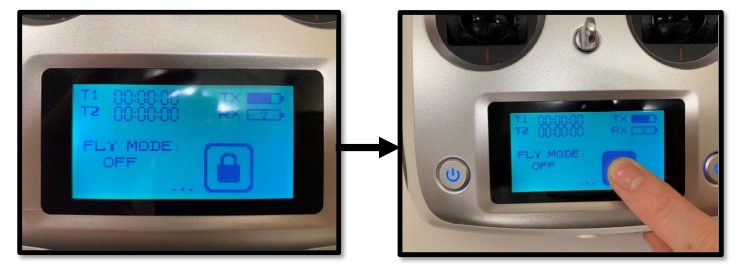 T1 00:00:00 TX
T2 00:00:00 RX ?
FLY MODE:
OFF
-.-
T1 00:00:00 TX
T2 00:00:00 RX ?
FLY MODE:
OFF
-.-